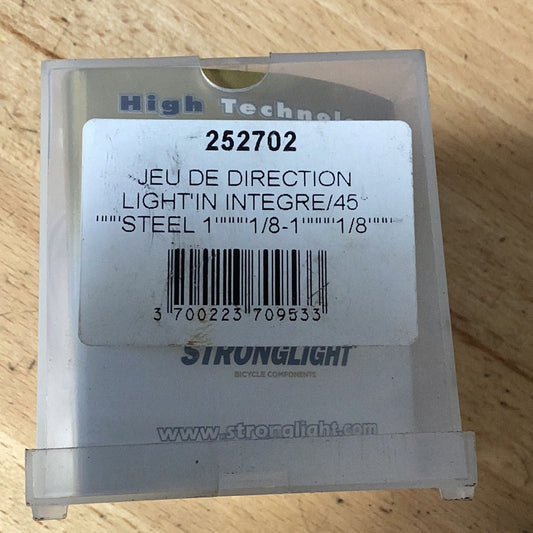 High Technolo
252702
JEU DE DIRECTION
LIGHT'IN INTEGRE/45
""""STEEL 1""""1/8-1""""1/8""""
3 700223 709533
STRONGLIGHT
BICYCLE COMPONENTS
www.stronglight.com